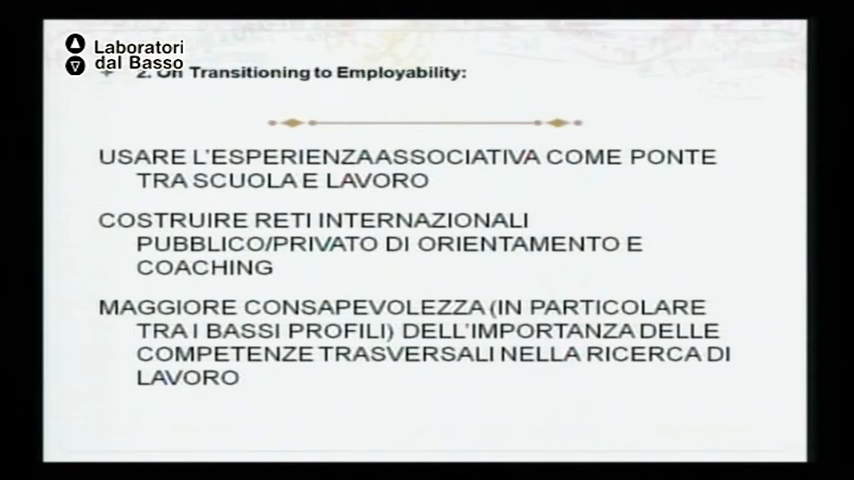 Laboratori
dal Basso
2. On Transitioning to Employability:
USARE L'ESPERIENZA ASSOCIATIVA COME PONTE
TRA SCUOLA E LAVORO
COSTRUIRE RETI INTERNAZIONALI
PUBBLICO/PRIVATO DI ORIENTAMENTO E
COACHING
MAGGIORE CONSAPEVOLEZZA (IN PARTICOLARE
TRA I BASSI PROFILI) DELL'IMPORTANZA DELLE
COMPETENZE TRASVERSALI NELLA RICERCA DI
LAVORO